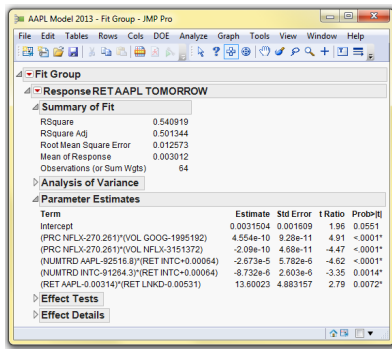 AAPL Model 2013 - Fit Group - JMP Pro
File Edit Tables Rows Cols DOE Analyze Graph Tools View Window Help
Fit Group
Response RET AAPL TOMORROW
Summary of Fit
RSquare 0.540919
RSquare Adj 0.501344
Root Mean Square Error 0.012573
Mean of Response 0.003012
Observations (or Sum Wgts) 64
Analysis of Variance
Parameter Estimates
Term Estimate Std Error t Ratio Prob>|t|
Intercept 0.0031504 0.001609 1.96 0.0551
(PRC NFLX-270.261)*(VOL GOOG-1995192) 4.554e-10 9.28e-11 4.91 <.0001*
(PRC NFLX-270.261)*(VOL NFLX-3151372) -2.09e-10 4.68e-11 -4.47 <.0001*
(NUMTRD AAPL-92516.8)*(RET INTC+0.00064) -2.673e-5 5.782e-6 -4.62 <.0001*
(NUMTRD INTC-91264.3)*(RET INTC+0.00064) -8.732e-6 2.603e-6 -3.35 0.0014*
(RET AAPL-0.00314)*(RET LNKD-0.00531) 13.60023 4.883157 2.79 0.0072*
Effect Tests
Effect Details